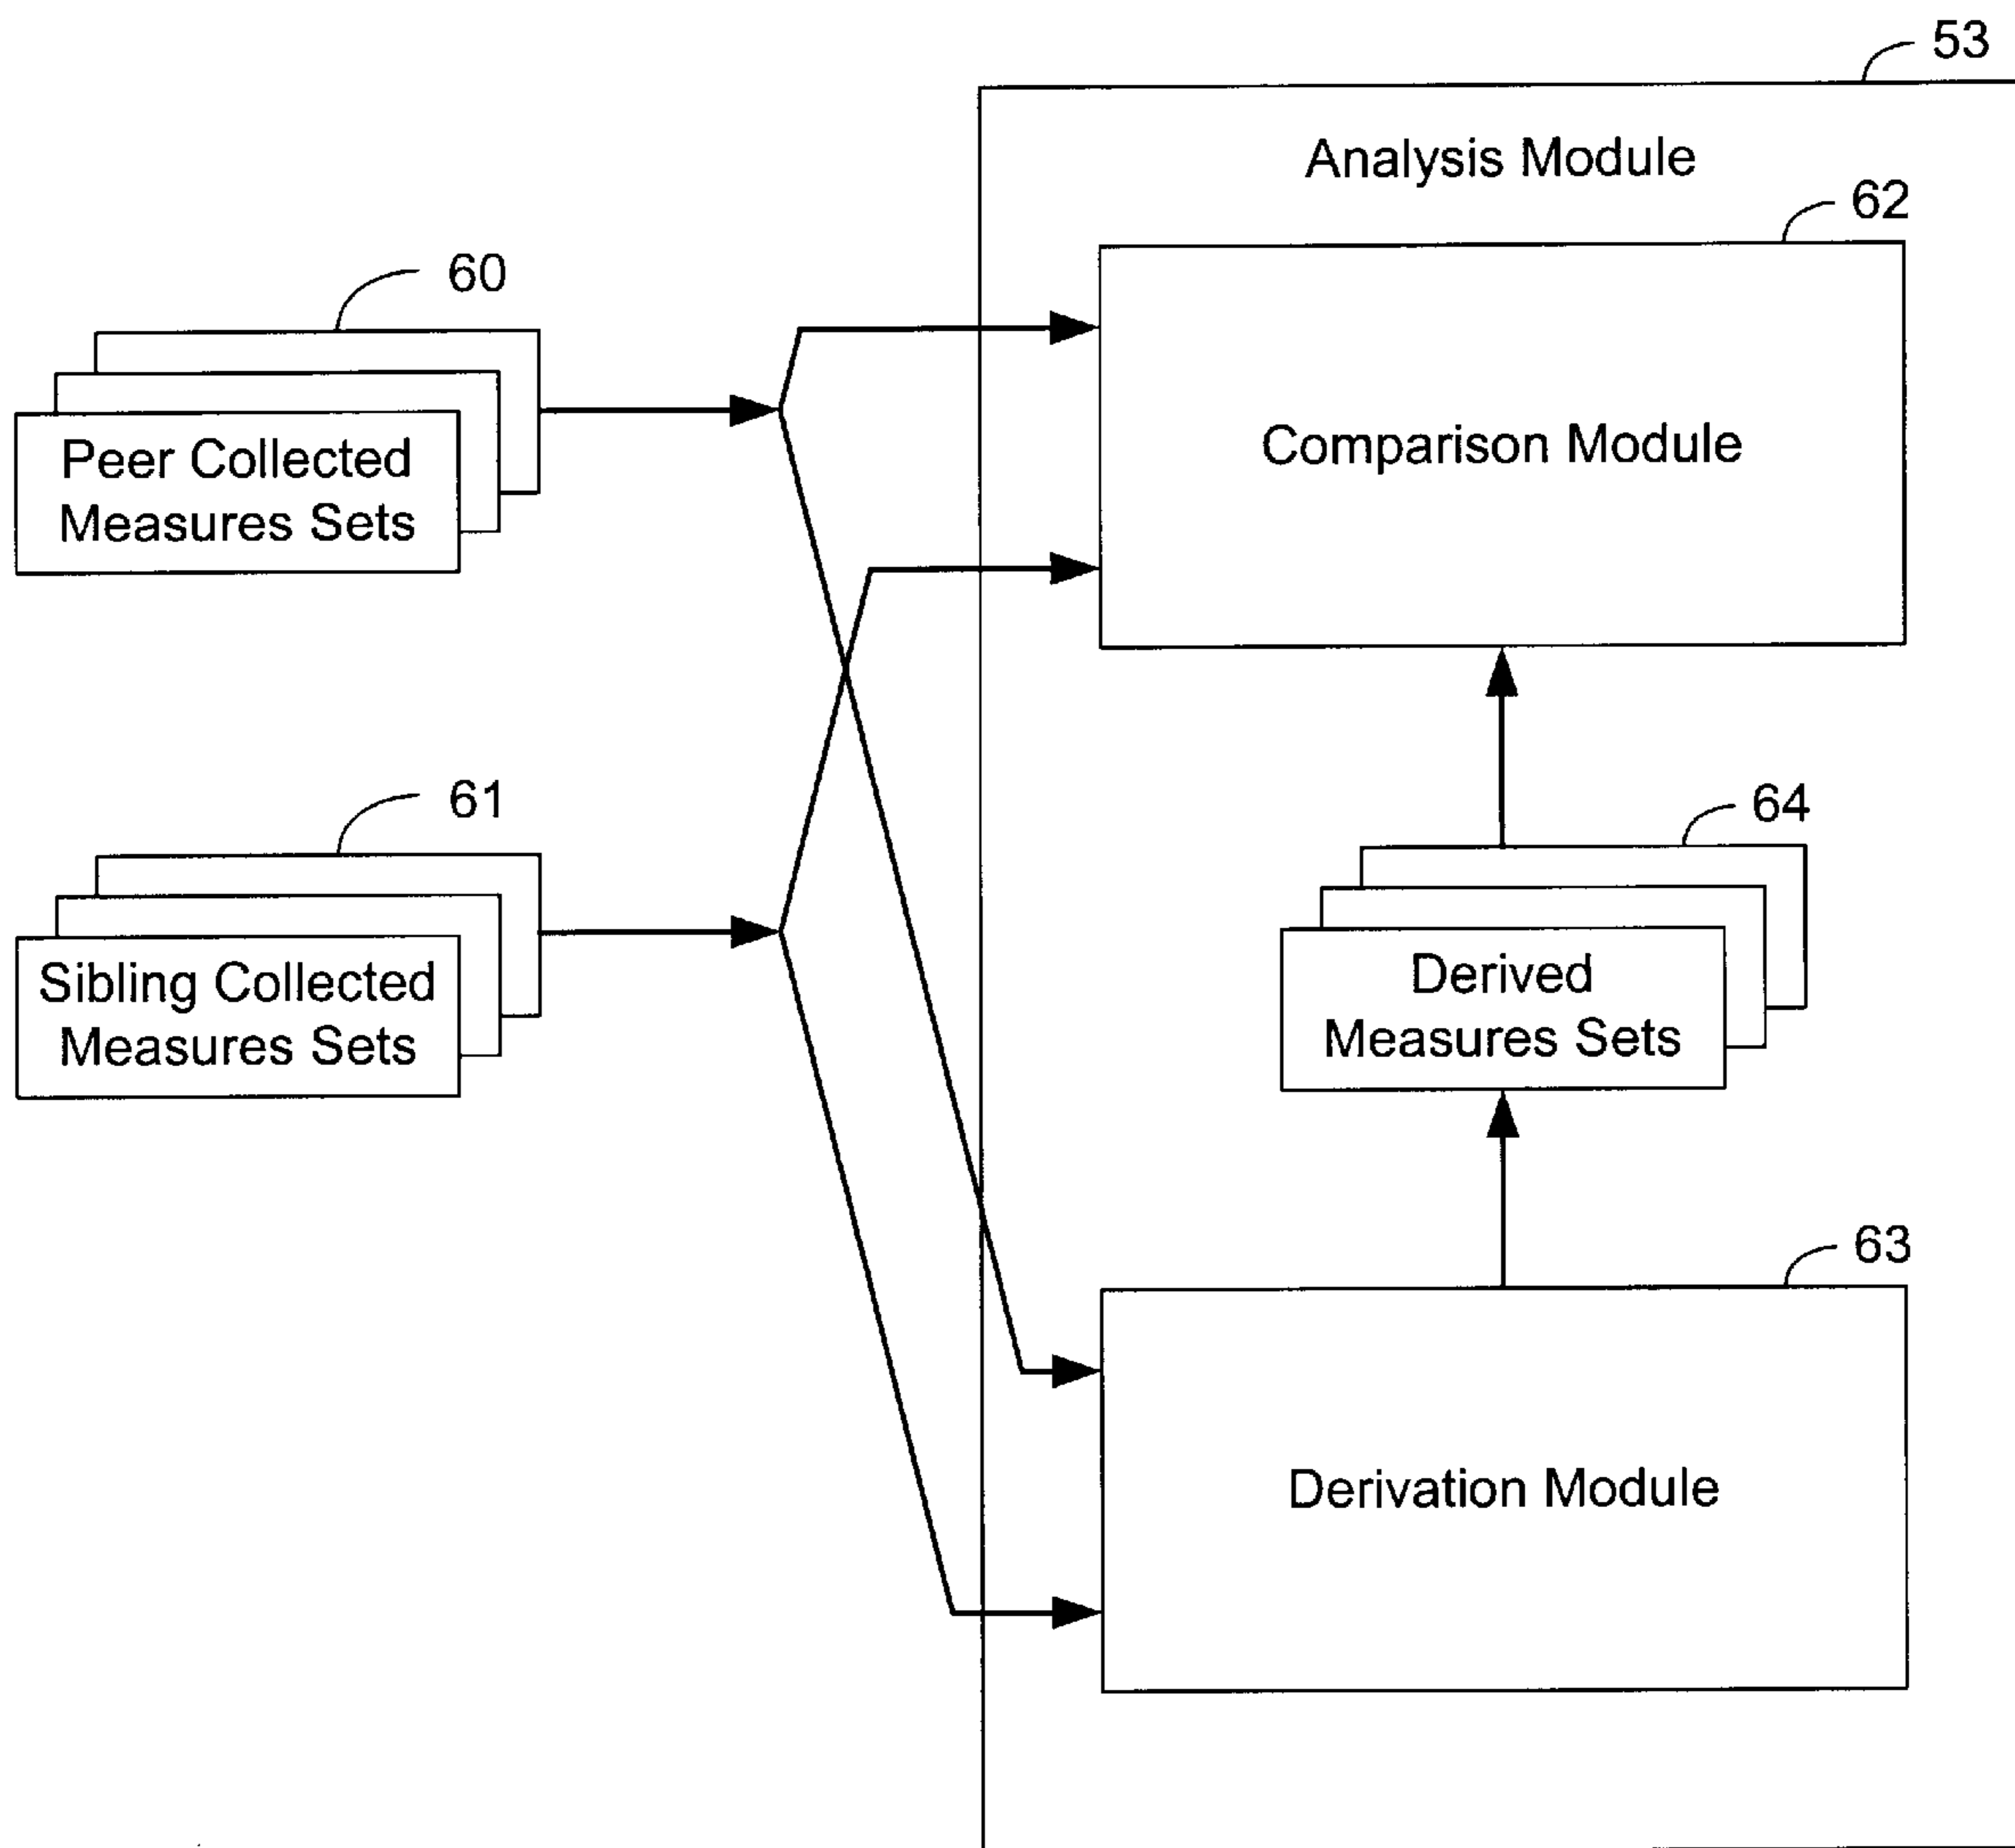 53
Analysis Module
62
60
Peer Collected
Measures Sets
Comparison Module
61
Sibling Collected
Measures Sets
64
Derived
Measures Sets
63
Derivation Module